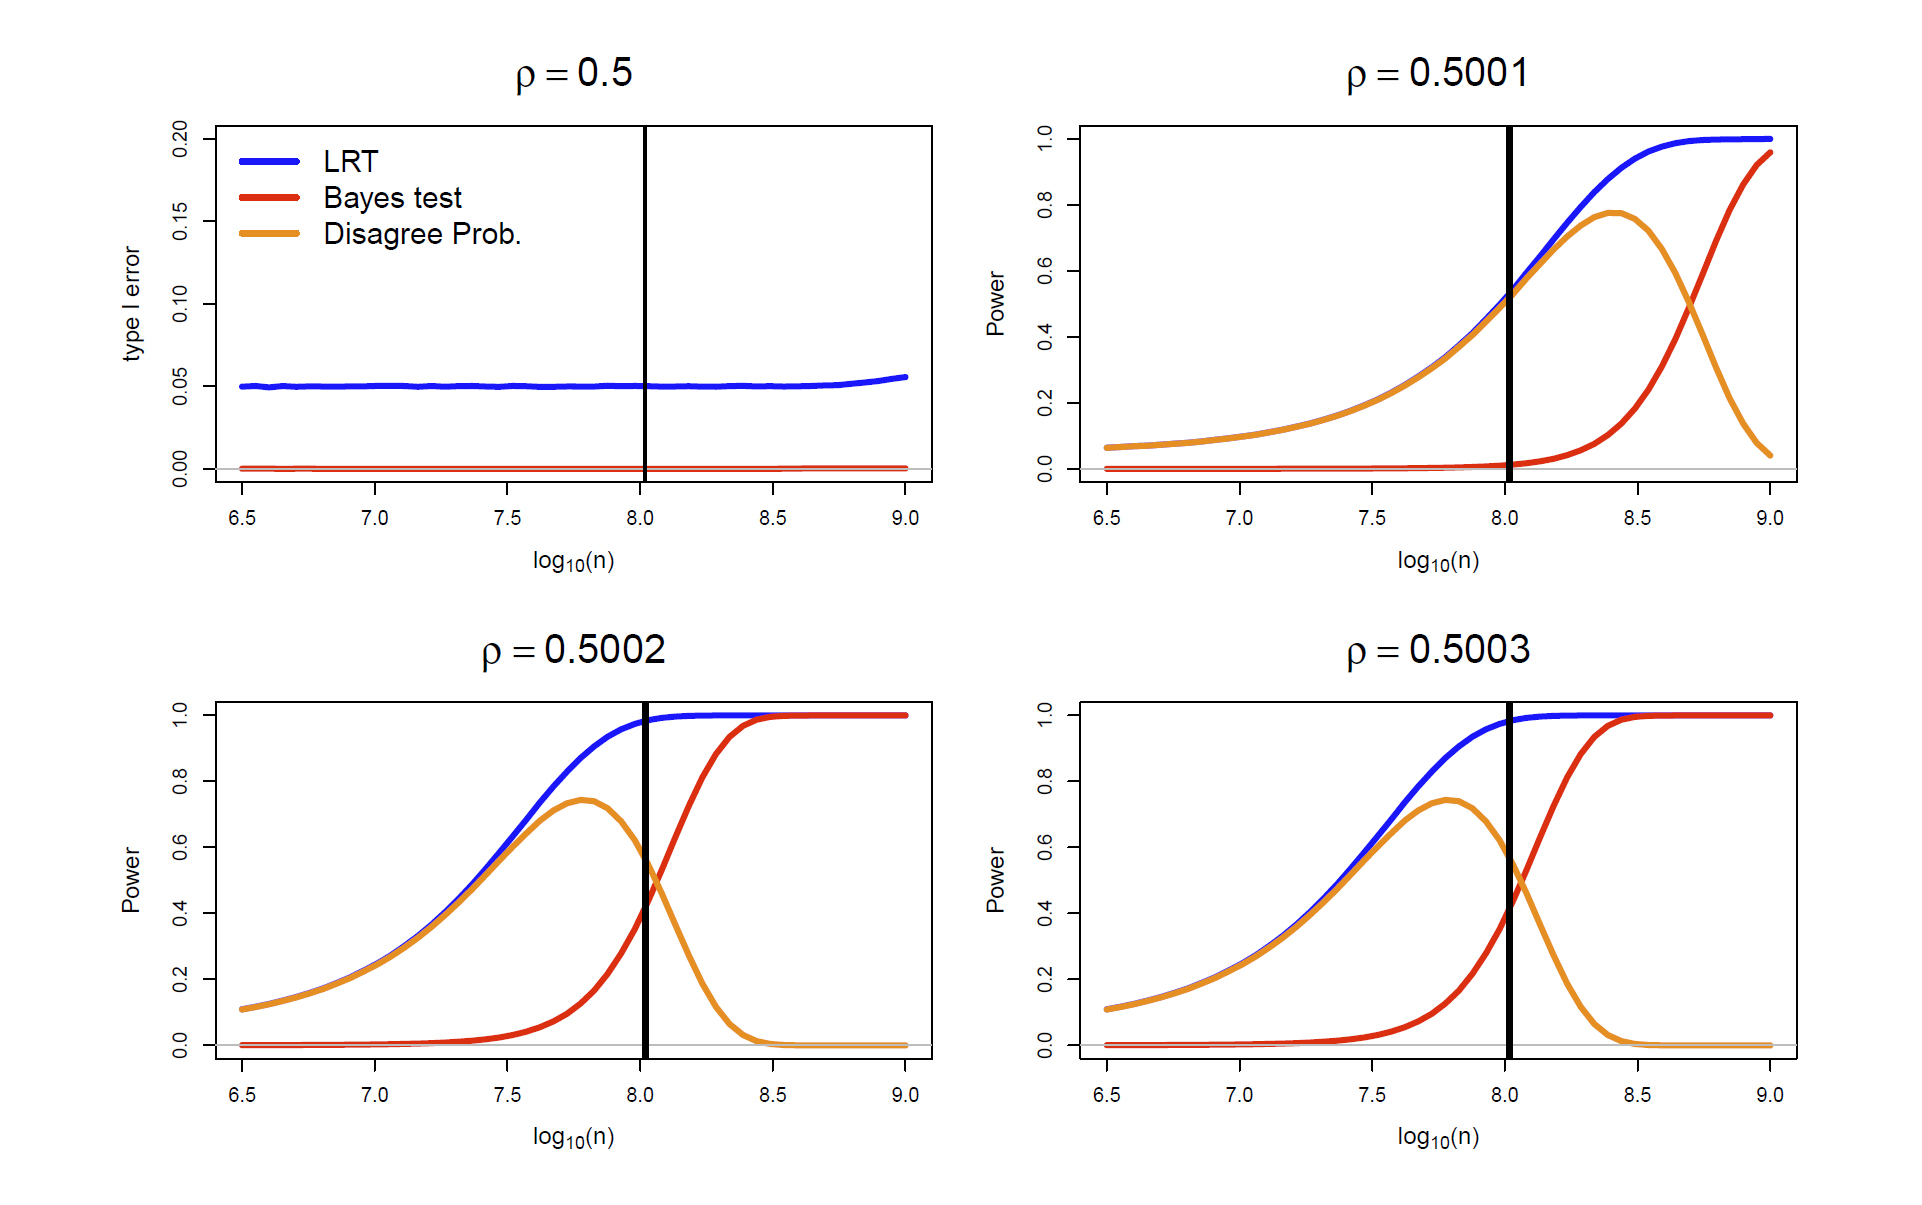 ρ = 0.5
LRT
Bayes test
Disagree Prob.
type I error
0.00 0.05 0.10 0.15 0.20
6.5 7.0 7.5 8.0 8.5 9.0
log10(n)
ρ = 0.5001
Power
0.0 0.2 0.4 0.6 0.8 1.0
6.5 7.0 7.5 8.0 8.5 9.0
log10(n)
ρ = 0.5002
Power
0.0 0.2 0.4 0.6 0.8 1.0
6.5 7.0 7.5 8.0 8.5 9.0
log10(n)
ρ = 0.5003
Power
0.0 0.2 0.4 0.6 0.8 1.0
6.5 7.0 7.5 8.0 8.5 9.0
log10(n)